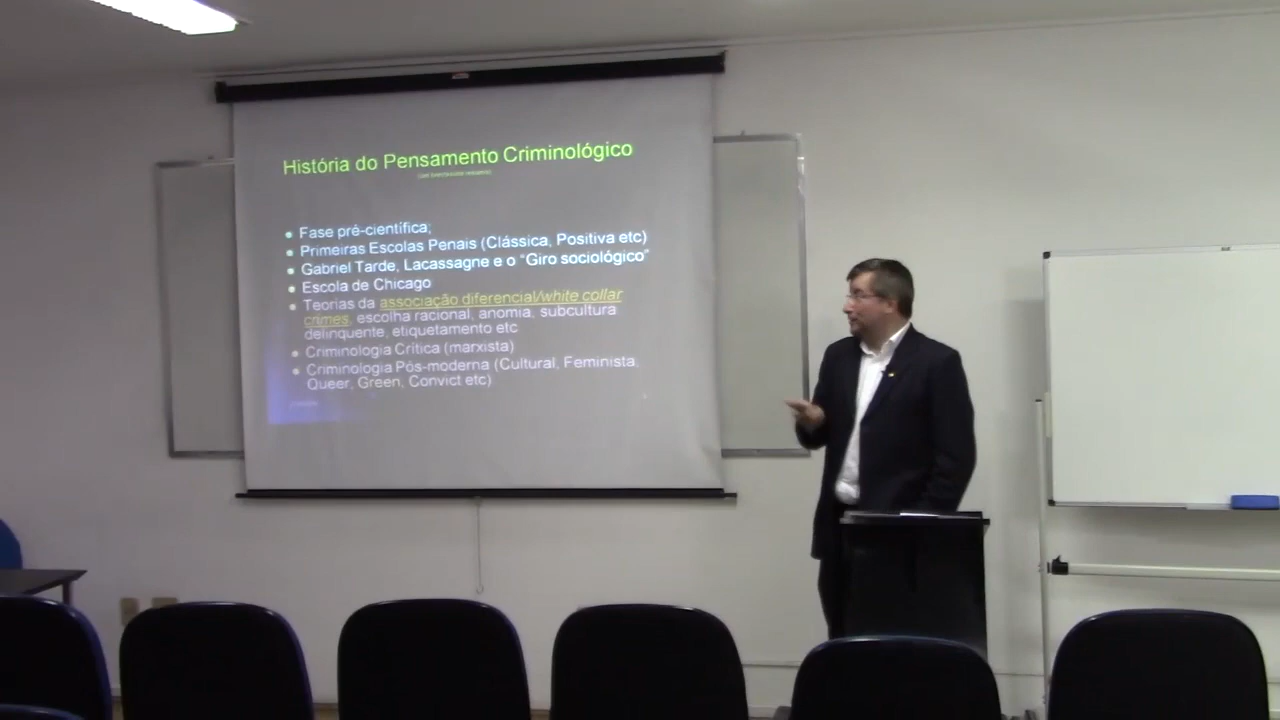 História do Pensamento Criminológico
Fase pré-científica;
Primeiras Escolas Penais (Clássica, Positiva etc)
Gabriel Tarde, Lacassagne e o “Giro sociológico”
Escola de Chicago
Teorias da associação diferencial/white collar
crimes, escolha racional, anomia, subcultura
delinquente, etiquetamento etc
Criminologia Crítica (marxista)
Criminologia Pós-moderna (Cultural, Feminista,
Queer, Green, Convict etc)